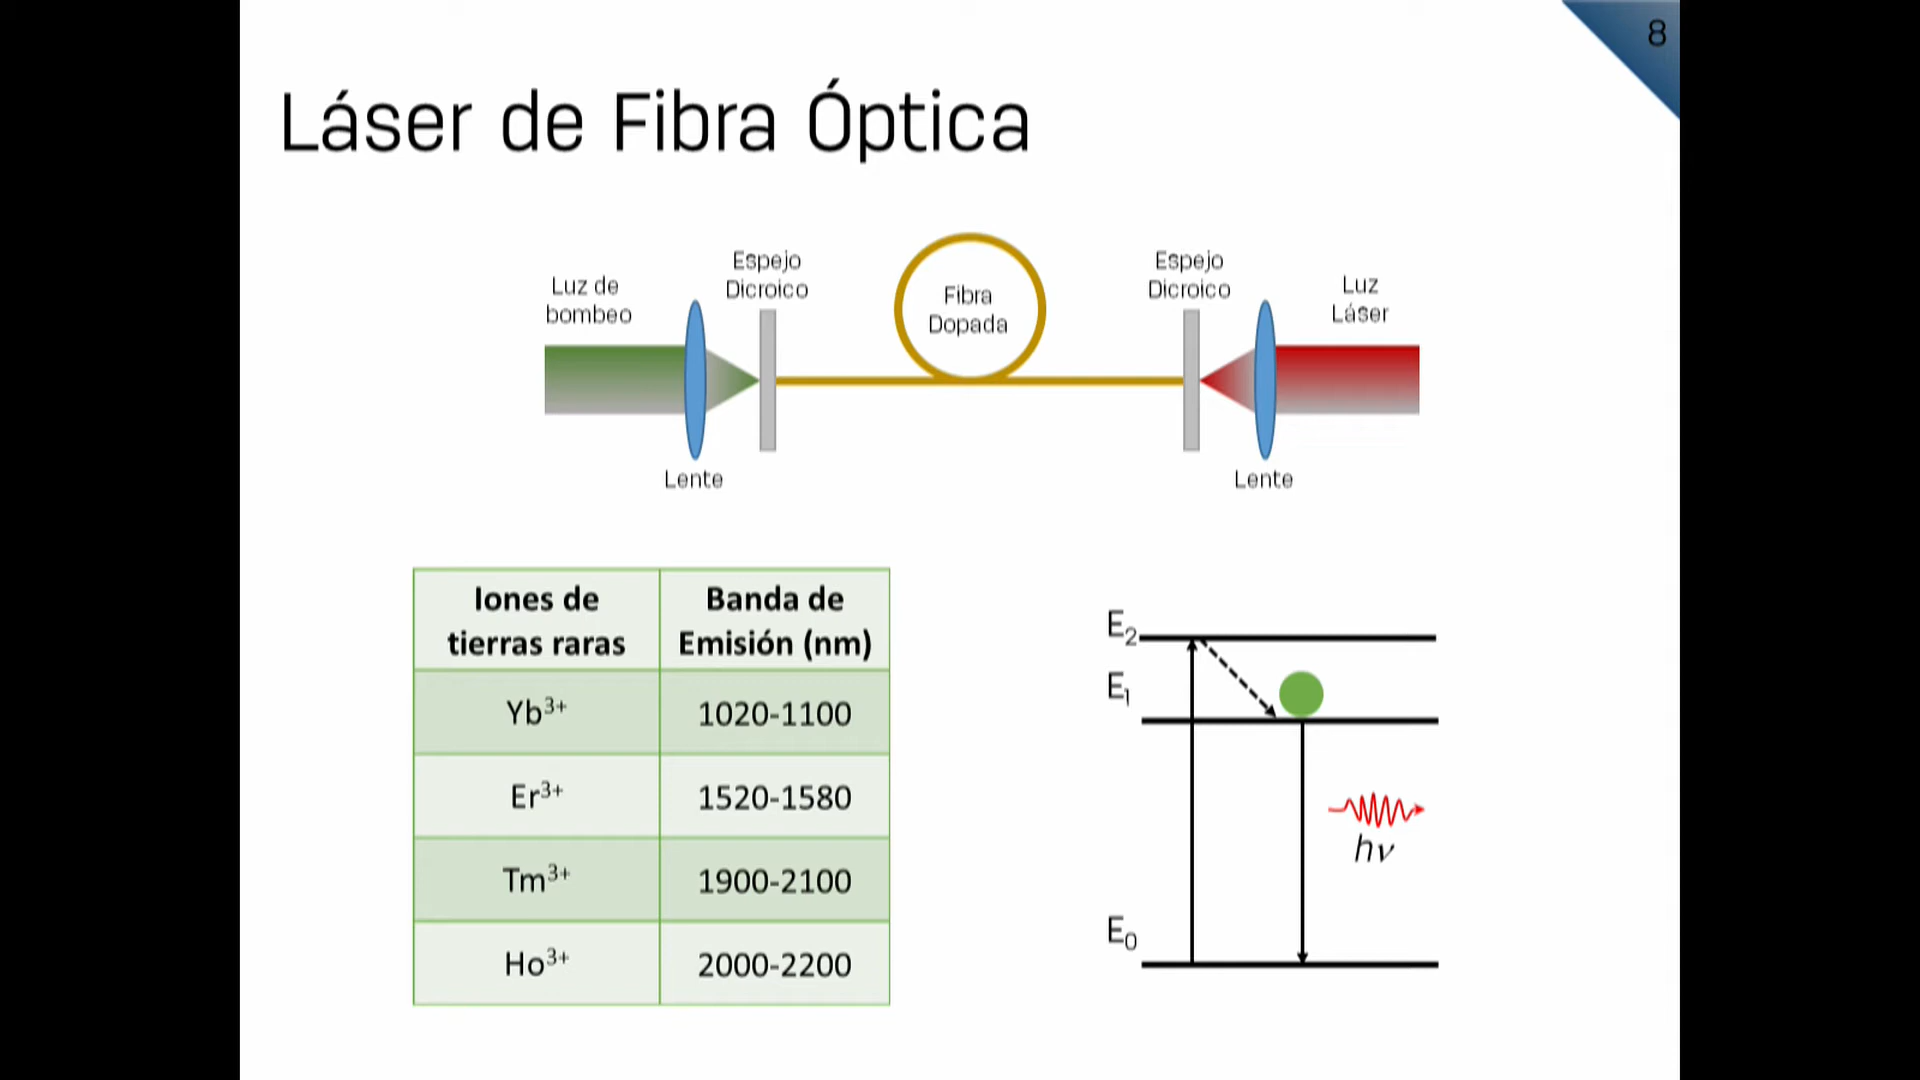 8
Láser de Fibra Óptica
Luz de
bombeo
Espejo
Dicroico
Fibra
Dopada
Espejo
Dicroico
Luz
Láser
Lente
Lente
Iones de
tierras raras
Banda de
Emisión (nm)
Yb³⁺ 1020-1100
Er³⁺ 1520-1580
Tm³⁺ 1900-2100
Ho³⁺ 2000-2200
E₂
E₁
hν
E₀